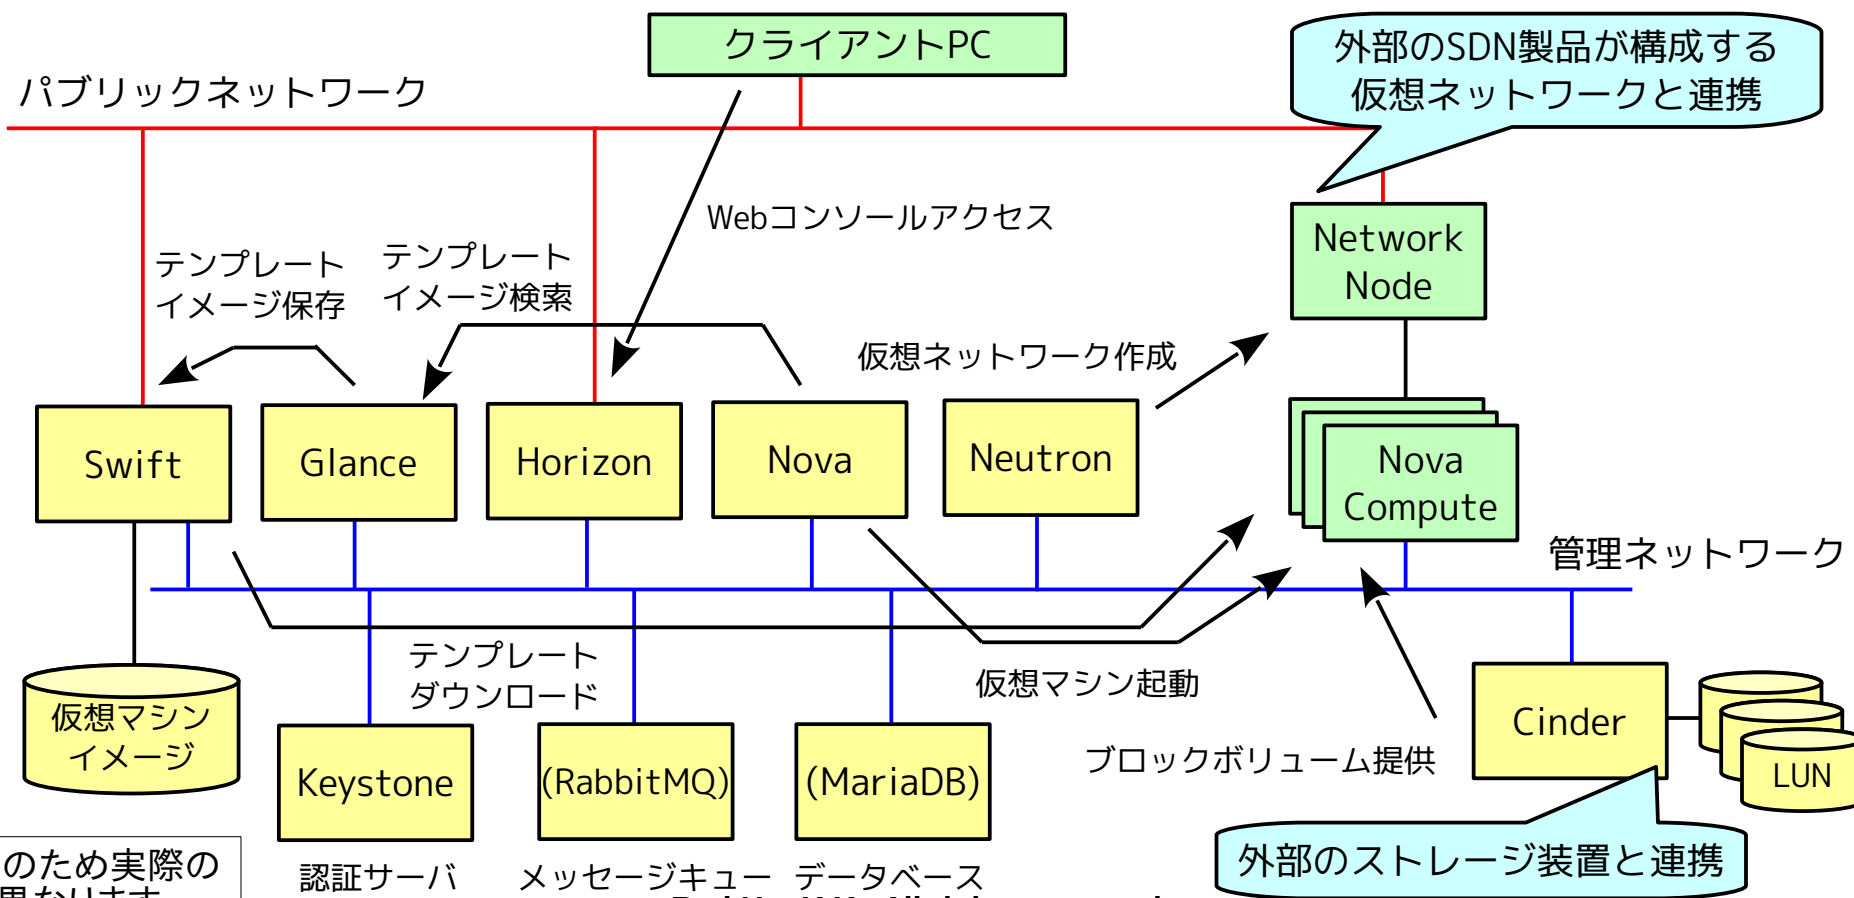 クライアントPC
外部のSDN製品が構成する
仮想ネットワークと連携
パブリックネットワーク
Webコンソールアクセス
テンプレート
イメージ保存
テンプレート
イメージ検索
Network
Node
仮想ネットワーク作成
Swift
Glance
Horizon
Nova
Neutron
Nova
Compute
管理ネットワーク
テンプレート
ダウンロード
仮想マシン起動
仮想マシン
イメージ
Keystone
(RabbitMQ)
(MariaDB)
ブロックボリューム提供
Cinder
LUN
外部のストレージ装置と連携
のため実際の
異なります
認証サーバ
メッセージキュー
データベース